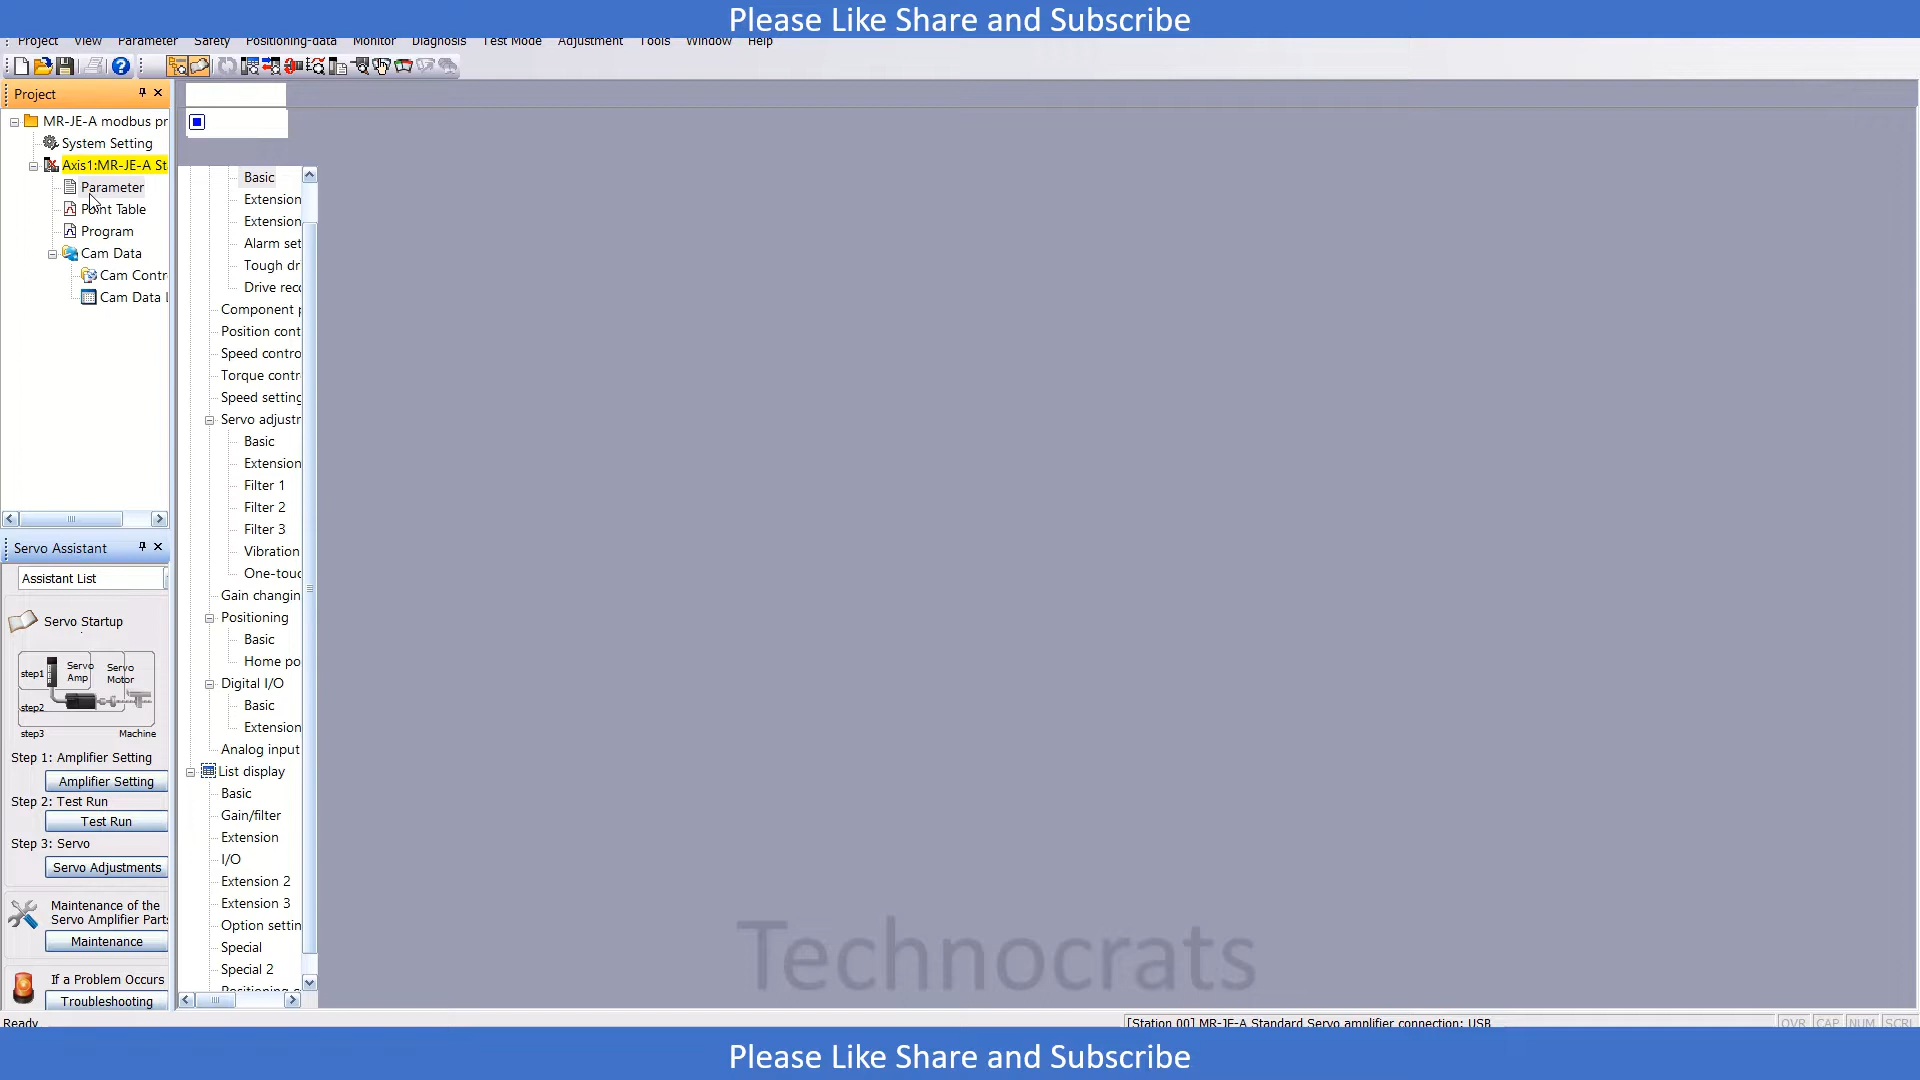 Please Like Share and Subscribe
Project View Parameter Safety Positioning-data Monitor Diagnosis Test Mode Adjustment Tools Window Help
Project
MR-JE-A modbus pr
System Setting
Axis1:MR-JE-A St
Parameter
Point Table
Program
Cam Data
Cam Contr
Cam Data l
Servo Assistant
Assistant List
Servo Startup
step1
Servo Amp
Servo Motor
step2
step3
Machine
Step 1: Amplifier Setting
Amplifier Setting
Step 2: Test Run
Test Run
Step 3: Servo
Servo Adjustments
Maintenance of the
Servo Amplifier Part
Maintenance
If a Problem Occurs
Troubleshooting
Basic
Extension
Extension
Alarm set
Tough dr
Drive rec
Component p
Position cont
Speed contro
Torque contr
Speed setting
Servo adjustr
Basic
Extension
Filter 1
Filter 2
Filter 3
Vibration
One-touc
Gain changin
Positioning
Basic
Home po
Digital I/O
Basic
Extension
Analog input
List display
Basic
Gain/filter
Extension
I/O
Extension 2
Extension 3
Option settin
Special
Special 2
Positioning c
Technocrats
Ready
[Station 00] MR-JE-A Standard Servo amplifier connection: USB
OVR CAP NUM SCRL
Please Like Share and Subscribe